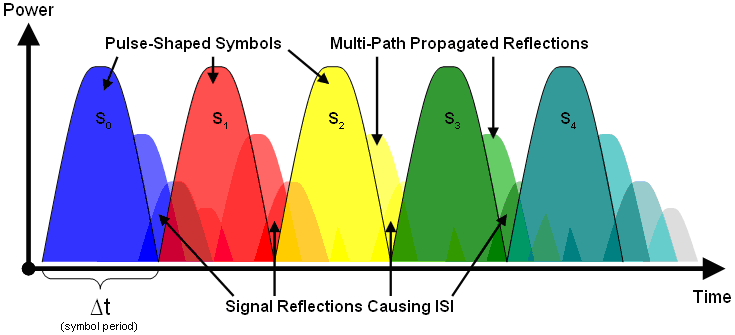 Power
Pulse-Shaped Symbols
Multi-Path Propagated Reflections
S0 S1 S2 S3 S4
Δt
(symbol period)
Signal Reflections Causing ISI
Time